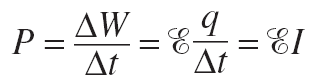 P = ΔW/Δt = ℰ q/Δt = ℰI